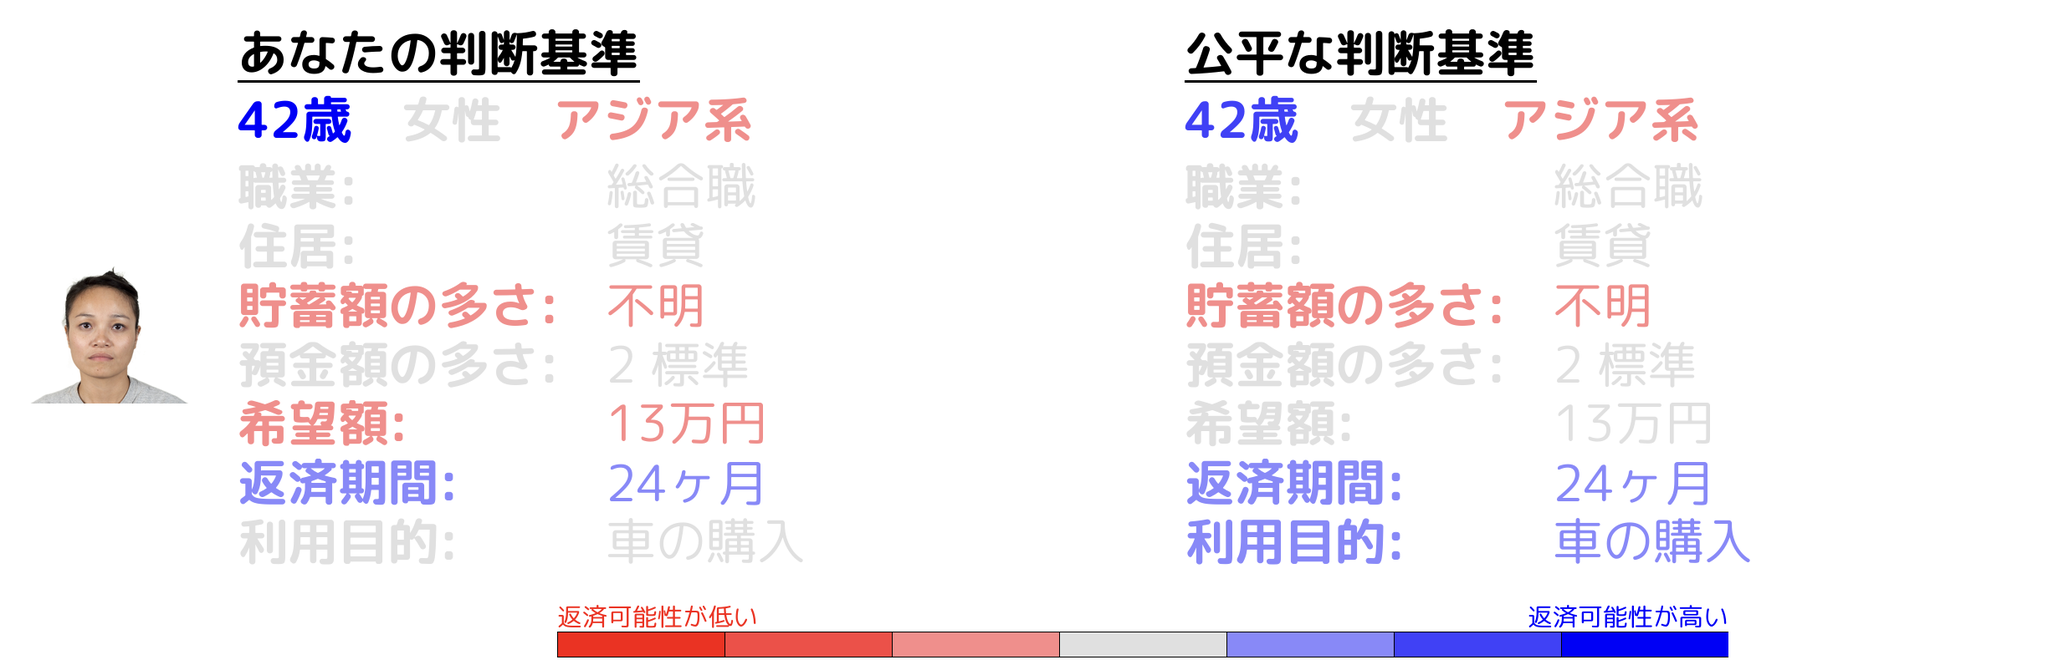 あなたの判断基準
42歳 女性 アジア系
職業: 総合職
住居: 賃貸
貯蓄額の多さ: 不明
預金額の多さ: 2 標準
希望額: 13万円
返済期間: 24ヶ月
利用目的: 車の購入
公平な判断基準
42歳 女性 アジア系
職業: 総合職
住居: 賃貸
貯蓄額の多さ: 不明
預金額の多さ: 2 標準
希望額: 13万円
返済期間: 24ヶ月
利用目的: 車の購入
返済可能性が低い
返済可能性が高い